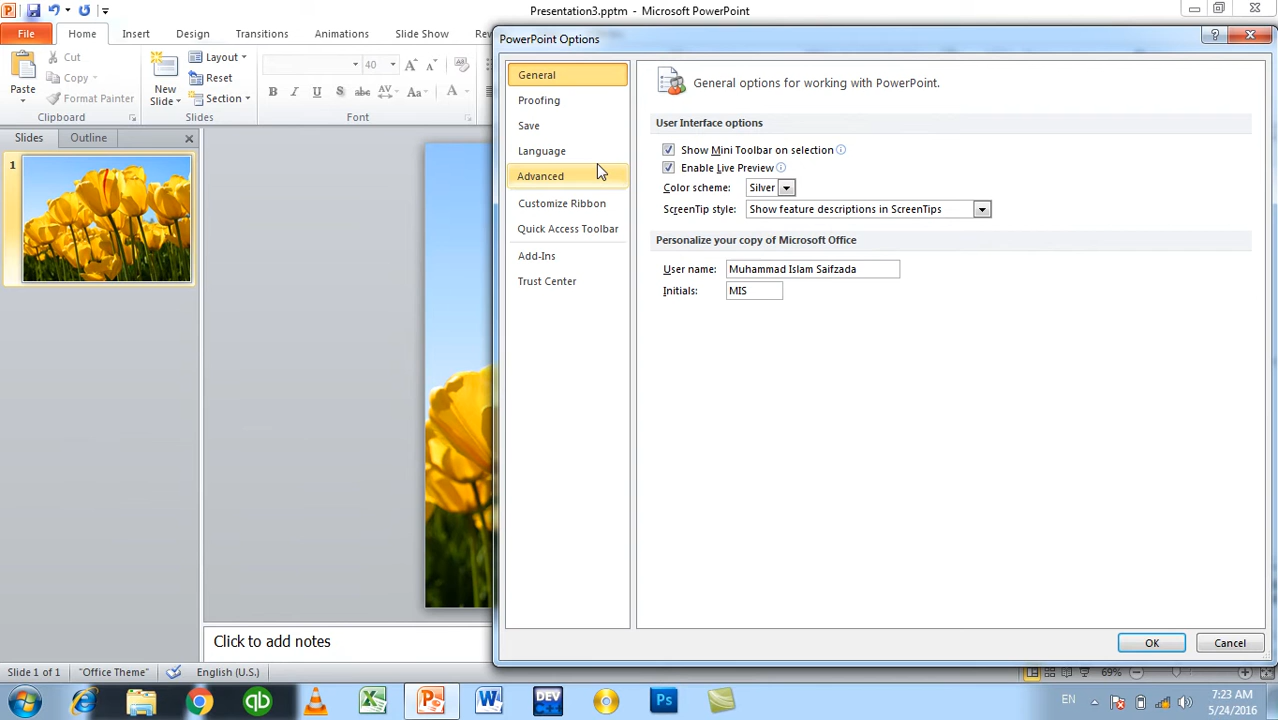 Presentation3.pptm - Microsoft PowerPoint
File Home Insert Design Transitions Animations Slide Show
Paste
Cut
Copy
Format Painter
Clipboard
New Slide
Layout
Reset
Section
Slides
40
B I U S AV Aa A
Font
Slides Outline
1
PowerPoint Options
General
Proofing
Save
Language
Advanced
Customize Ribbon
Quick Access Toolbar
Add-Ins
Trust Center
General options for working with PowerPoint.
User Interface options
Show Mini Toolbar on selection
Enable Live Preview
Color scheme: Silver
ScreenTip style: Show feature descriptions in ScreenTips
Personalize your copy of Microsoft Office
User name: Muhammad Islam Saifzada
Initials: MIS
OK Cancel
Click to add notes
Slide 1 of 1 "Office Theme" English (U.S.) 69%
qb DEV Ps
EN
7:23 AM
5/24/2016